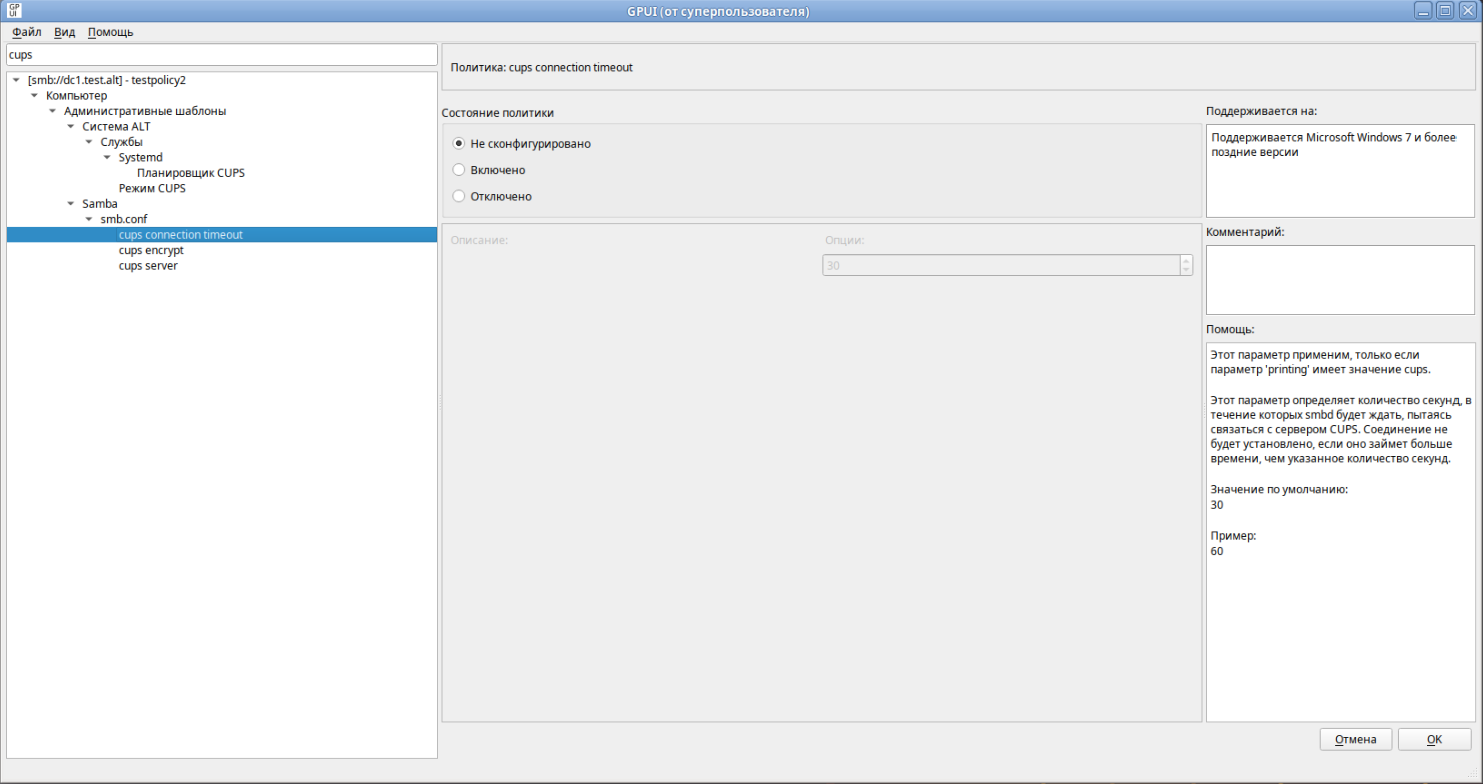 GPUI (от суперпользователя)
GP
UI
Файл Вид Помощь
cups
[smb://dc1.test.alt] - testpolicy2
Компьютер
Административные шаблоны
Система ALT
Службы
Systemd
Планировщик CUPS
Режим CUPS
Samba
smb.conf
cups connection timeout
cups encrypt
cups server
Политика: cups connection timeout
Состояние политики
Не сконфигурировано
Включено
Отключено
Описание:
Опции:
30
Поддерживается на:
Поддерживается Microsoft Windows 7 и более
поздние версии
Комментарий:
Помощь:
Этот параметр применим, только если
параметр 'printing' имеет значение cups.
Этот параметр определяет количество секунд, в
течение которых smbd будет ждать, пытаясь
связаться с сервером CUPS. Соединение не
будет установлено, если оно займет больше
времени, чем указанное количество секунд.
Значение по умолчанию:
30
Пример:
60
Отмена
OK